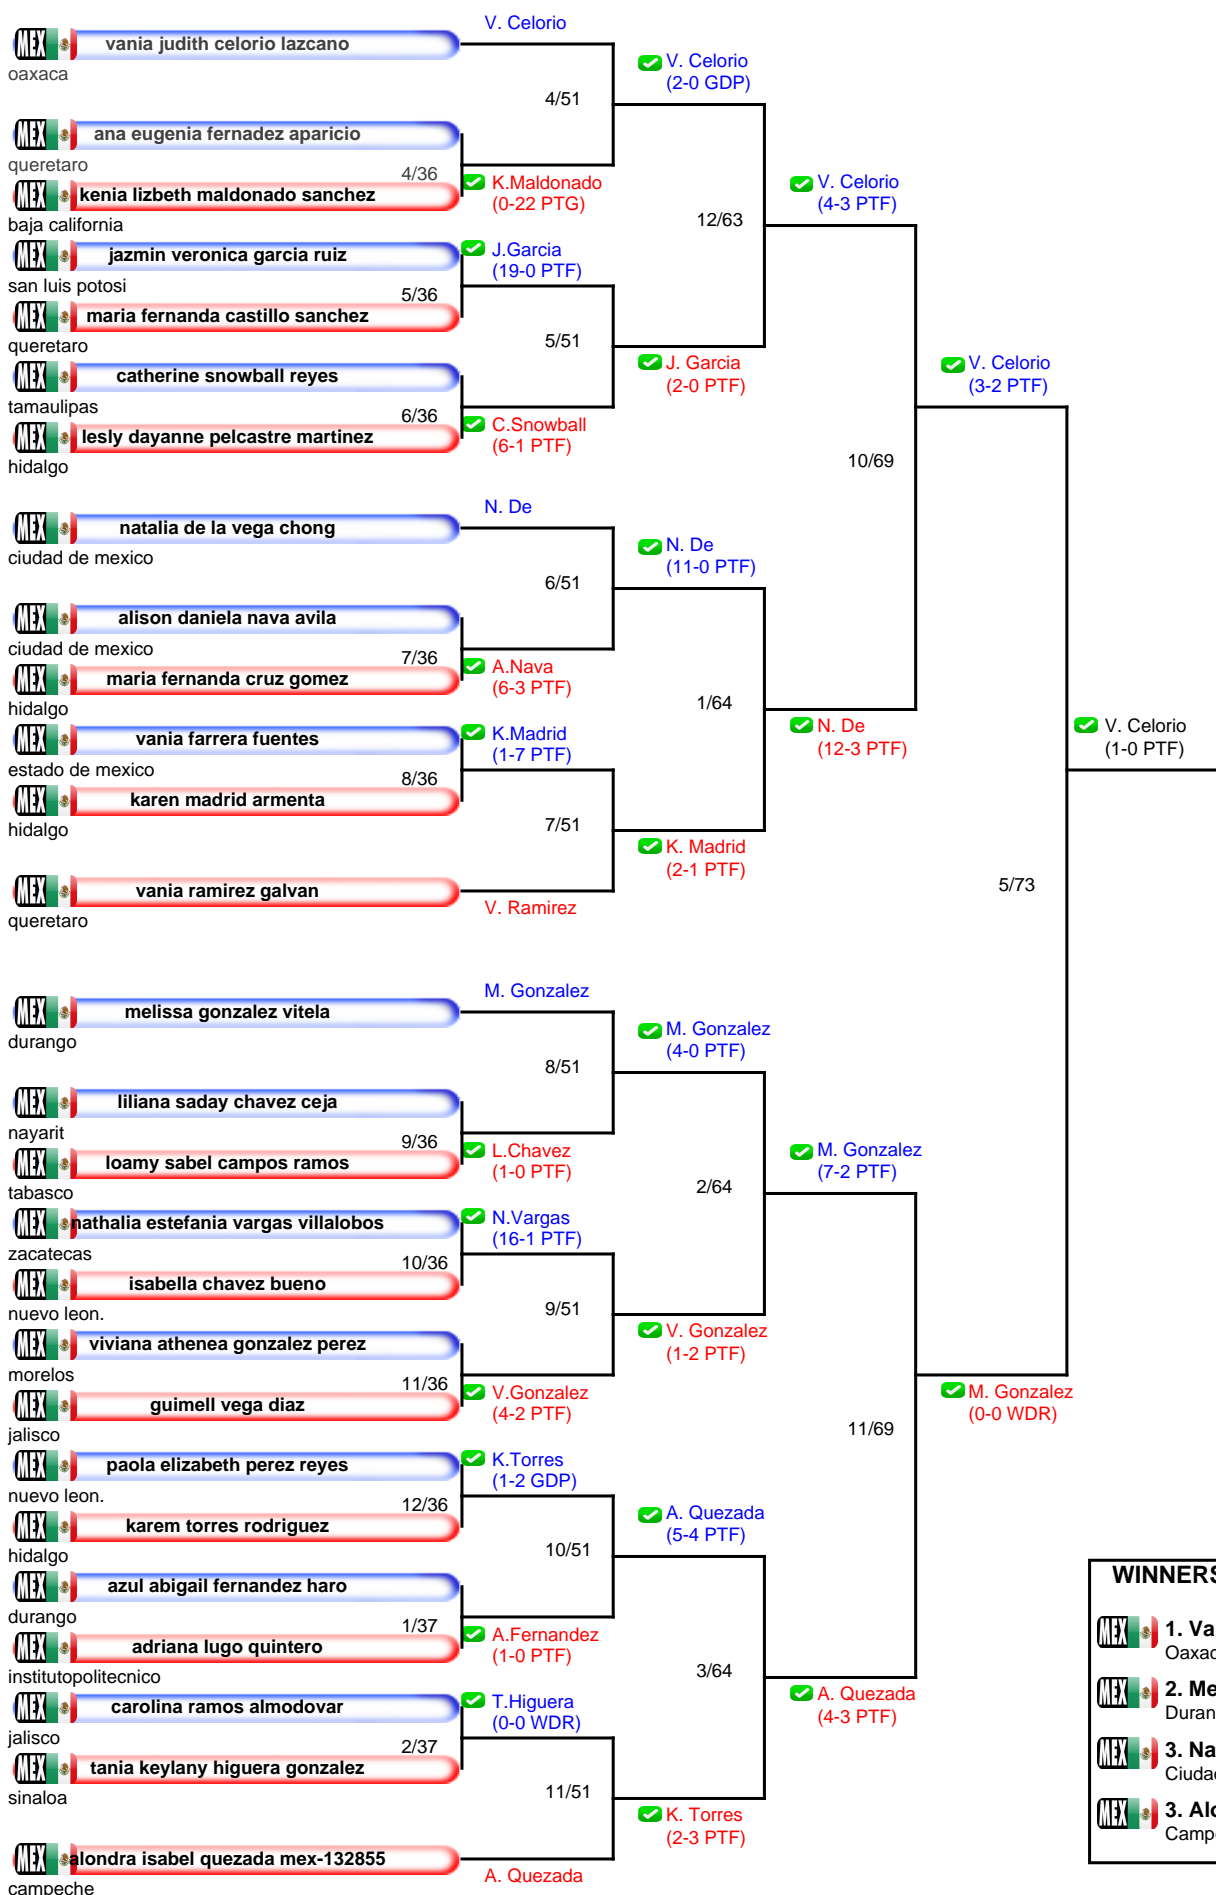 V. Celorio
MEX vania judith celorio lazcano
oaxaca
V. Celorio
(2-0 GDP)
4/51
MEX ana eugenia fernadez aparicio
queretaro
4/36
MEX kenia lizbeth maldonado sanchez
K.Maldonado
(0-22 PTG)
baja california
V. Celorio
(4-3 PTF)
12/63
MEX jazmin veronica garcia ruiz
J.Garcia
(19-0 PTF)
san luis potosi
5/36
MEX maria fernanda castillo sanchez
queretaro
5/51
J. Garcia
(2-0 PTF)
MEX catherine snowball reyes
tamaulipas
6/36
MEX lesly dayanne pelcastre martinez
C.Snowball
(6-1 PTF)
hidalgo
V. Celorio
(3-2 PTF)
10/69
N. De
MEX natalia de la vega chong
ciudad de mexico
N. De
(11-0 PTF)
6/51
MEX alison daniela nava avila
ciudad de mexico
7/36
MEX maria fernanda cruz gomez
A.Nava
(6-3 PTF)
hidalgo
1/64
N. De
(12-3 PTF)
MEX vania farrera fuentes
K.Madrid
(1-7 PTF)
estado de mexico
8/36
MEX karen madrid armenta
hidalgo
7/51
K. Madrid
(2-1 PTF)
MEX vania ramirez galvan
V. Ramirez
queretaro
V. Celorio
(1-0 PTF)
5/73
M. Gonzalez
MEX melissa gonzalez vitela
durango
M. Gonzalez
(4-0 PTF)
8/51
MEX liliana saday chavez ceja
nayarit
9/36
MEX loamy sabel campos ramos
L.Chavez
(1-0 PTF)
tabasco
M. Gonzalez
(7-2 PTF)
2/64
MEX nathalia estefania vargas villalobos
N.Vargas
(16-1 PTF)
zacatecas
10/36
MEX isabella chavez bueno
nuevo leon.
9/51
V. Gonzalez
(1-2 PTF)
MEX viviana athenea gonzalez perez
morelos
11/36
MEX guimell vega diaz
V.Gonzalez
(4-2 PTF)
jalisco
M. Gonzalez
(0-0 WDR)
11/69
MEX paola elizabeth perez reyes
K.Torres
(1-2 GDP)
nuevo leon.
12/36
MEX karem torres rodriguez
hidalgo
A. Quezada
(5-4 PTF)
10/51
MEX azul abigail fernandez haro
durango
1/37
MEX adriana lugo quintero
A.Fernandez
(1-0 PTF)
institutopolitecnico
3/64
A. Quezada
(4-3 PTF)
MEX carolina ramos almodovar
T.Higuera
(0-0 WDR)
jalisco
2/37
MEX tania keylany higuera gonzalez
sinaloa
11/51
K. Torres
(2-3 PTF)
MEX alondra isabel quezada mex-132855
A. Quezada
campeche
WINNERS
MEX 1. Va
Oaxac
MEX 2. Me
Duran
MEX 3. Na
Ciudad
MEX 3. Alo
Campe